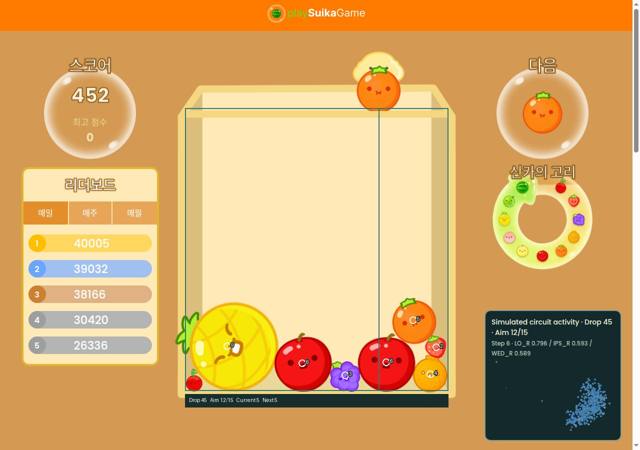 playSuikaGame
스코어
452
최고 점수
0
다음
신카의 고리
리더보드
매일 매주 매월
1 40005
2 39032
3 38166
4 30420
5 26336
Simulated circuit activity · Drop 45
· Aim 12/15
Step 6 · LO_R 0.796 / IPS_R 0.593 /
WED_R 0.589
Drop 45 Aim 12/15 Current 5 Next 5